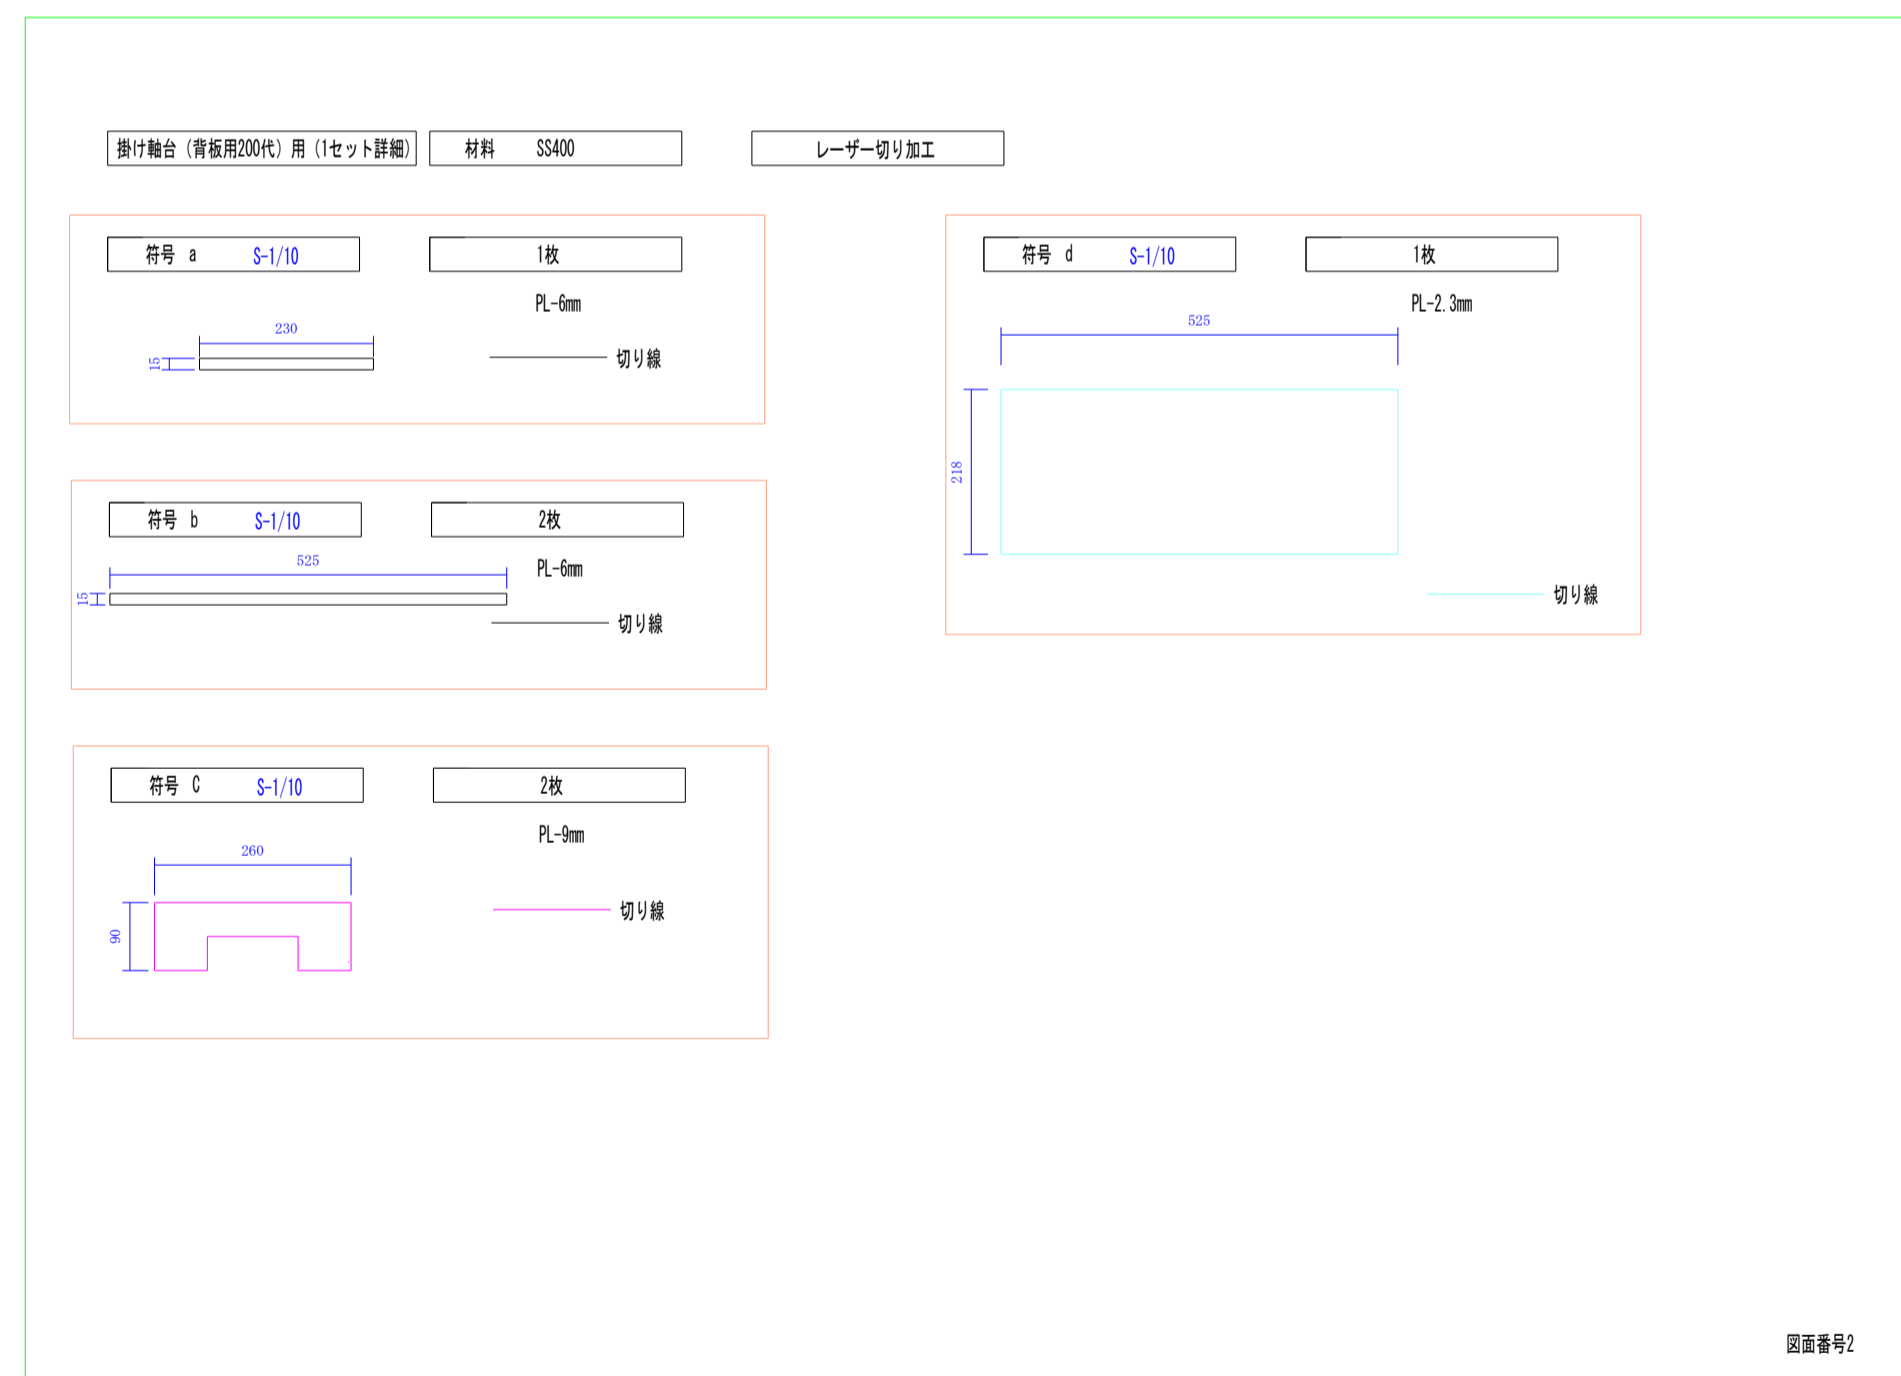 掛け軸台（背板用200代）用（1セット詳細）
材料 SS400
レーザー切り加工
符号 a S-1/10
1枚
PL-6mm
230
15
切り線
符号 b S-1/10
2枚
PL-6mm
525
15
切り線
符号 C S-1/10
2枚
PL-9mm
260
90
切り線
符号 d S-1/10
1枚
PL-2.3mm
525
218
切り線
図面番号2